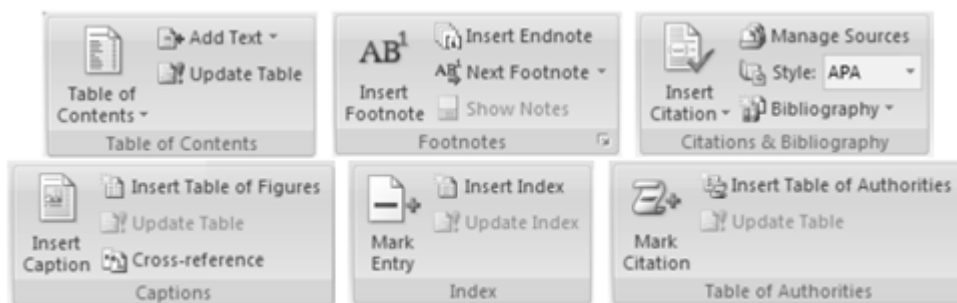 Table of Contents
Add Text
Update Table
Table of Contents
AB¹
Insert Footnote
Insert Endnote
AB¹ Next Footnote
Show Notes
Footnotes
Insert Citation
Manage Sources
Style: APA
Bibliography
Citations & Bibliography
Insert Caption
Insert Table of Figures
Update Table
Cross-reference
Captions
Mark Entry
Insert Index
Update Index
Index
Mark Citation
Insert Table of Authorities
Update Table
Table of Authorities